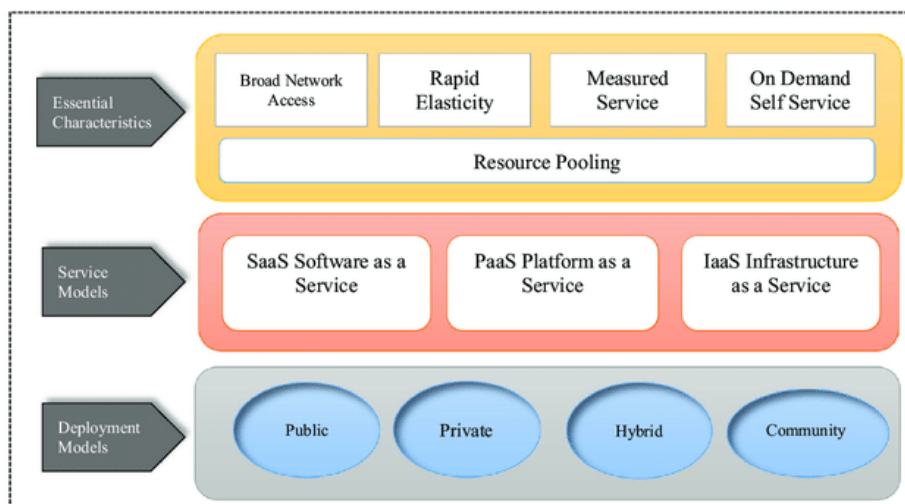 Essential
Characteristics
Broad Network
Access
Rapid
Elasticity
Measured
Service
On Demand
Self Service
Resource Pooling
Service
Models
SaaS Software as a
Service
PaaS Platform as a
Service
IaaS Infrastructure
as a Service
Deployment
Models
Public
Private
Hybrid
Community